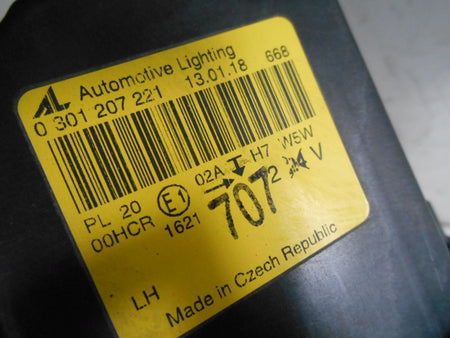 AL Automotive Lighting
0 301 207 221 13.01.18 668
PL 20 E1 02A H7 W5W
00HCR 1621 7072 V
LH Made in Czech Republic